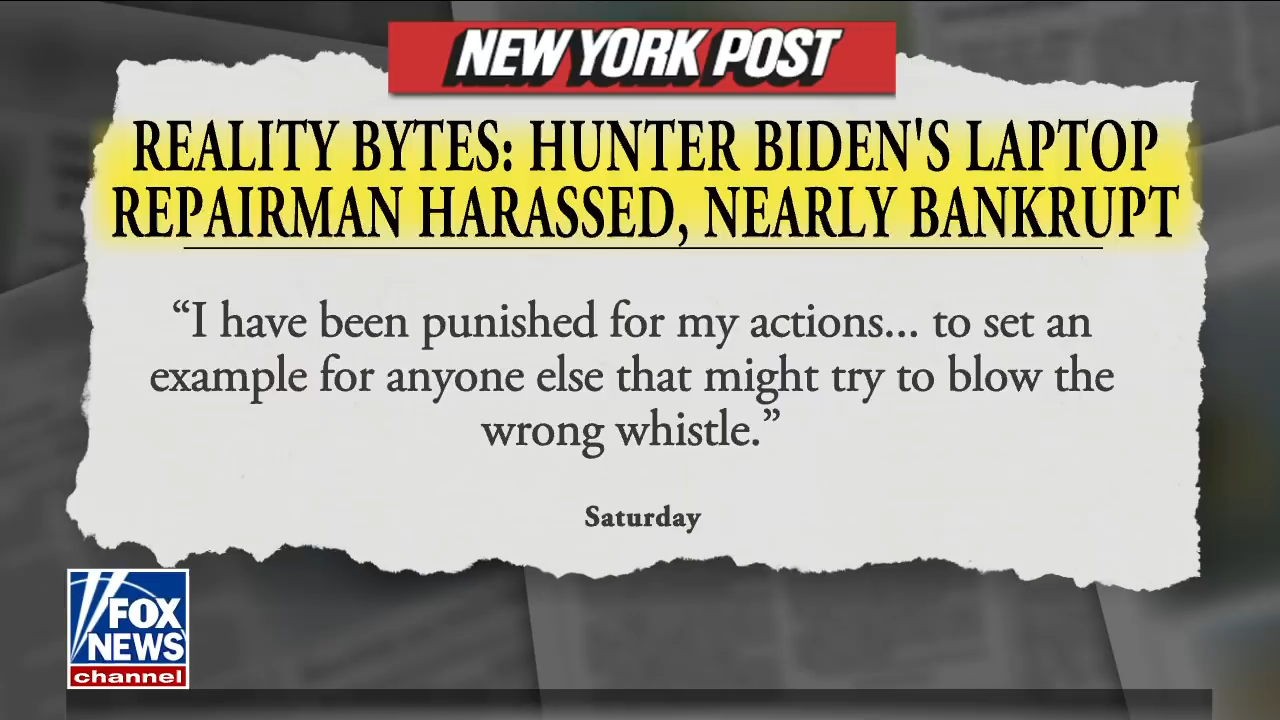 NEW YORK POST
REALITY BYTES: HUNTER BIDEN'S LAPTOP
REPAIRMAN HARASSED, NEARLY BANKRUPT
“I have been punished for my actions... to set an
example for anyone else that might try to blow the
wrong whistle.”
Saturday
FOX
NEWS
channel